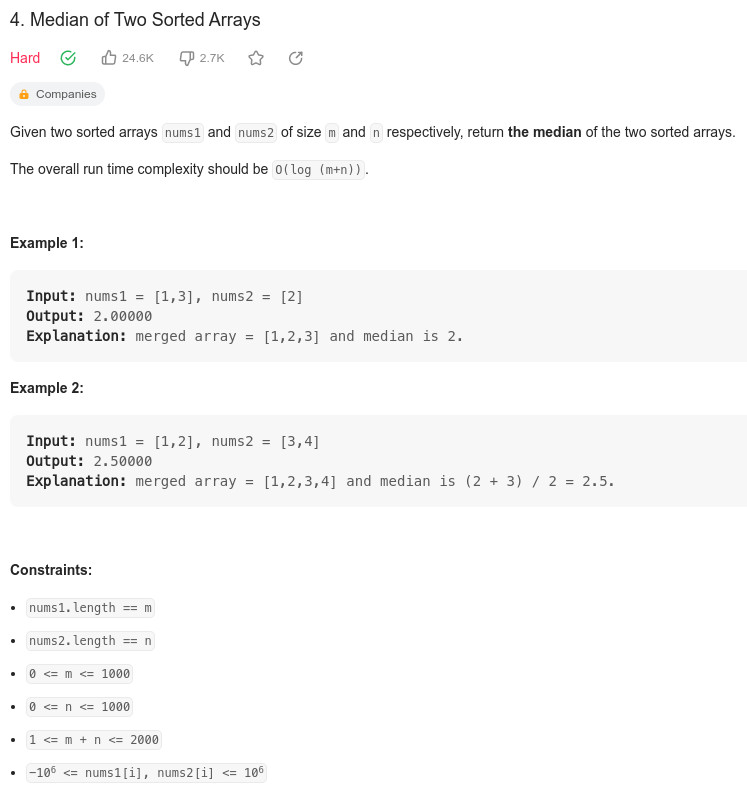 4. Median of Two Sorted Arrays
Hard 24.6K 2.7K
Companies
Given two sorted arrays nums1 and nums2 of size m and n respectively, return the median of the two sorted arrays.
The overall run time complexity should be O(log (m+n)).
Example 1:
Input: nums1 = [1,3], nums2 = [2]
Output: 2.00000
Explanation: merged array = [1,2,3] and median is 2.
Example 2:
Input: nums1 = [1,2], nums2 = [3,4]
Output: 2.50000
Explanation: merged array = [1,2,3,4] and median is (2 + 3) / 2 = 2.5.
Constraints:
• nums1.length == m
• nums2.length == n
• 0 <= m <= 1000
• 0 <= n <= 1000
• 1 <= m + n <= 2000
• -10⁶ <= nums1[i], nums2[i] <= 10⁶